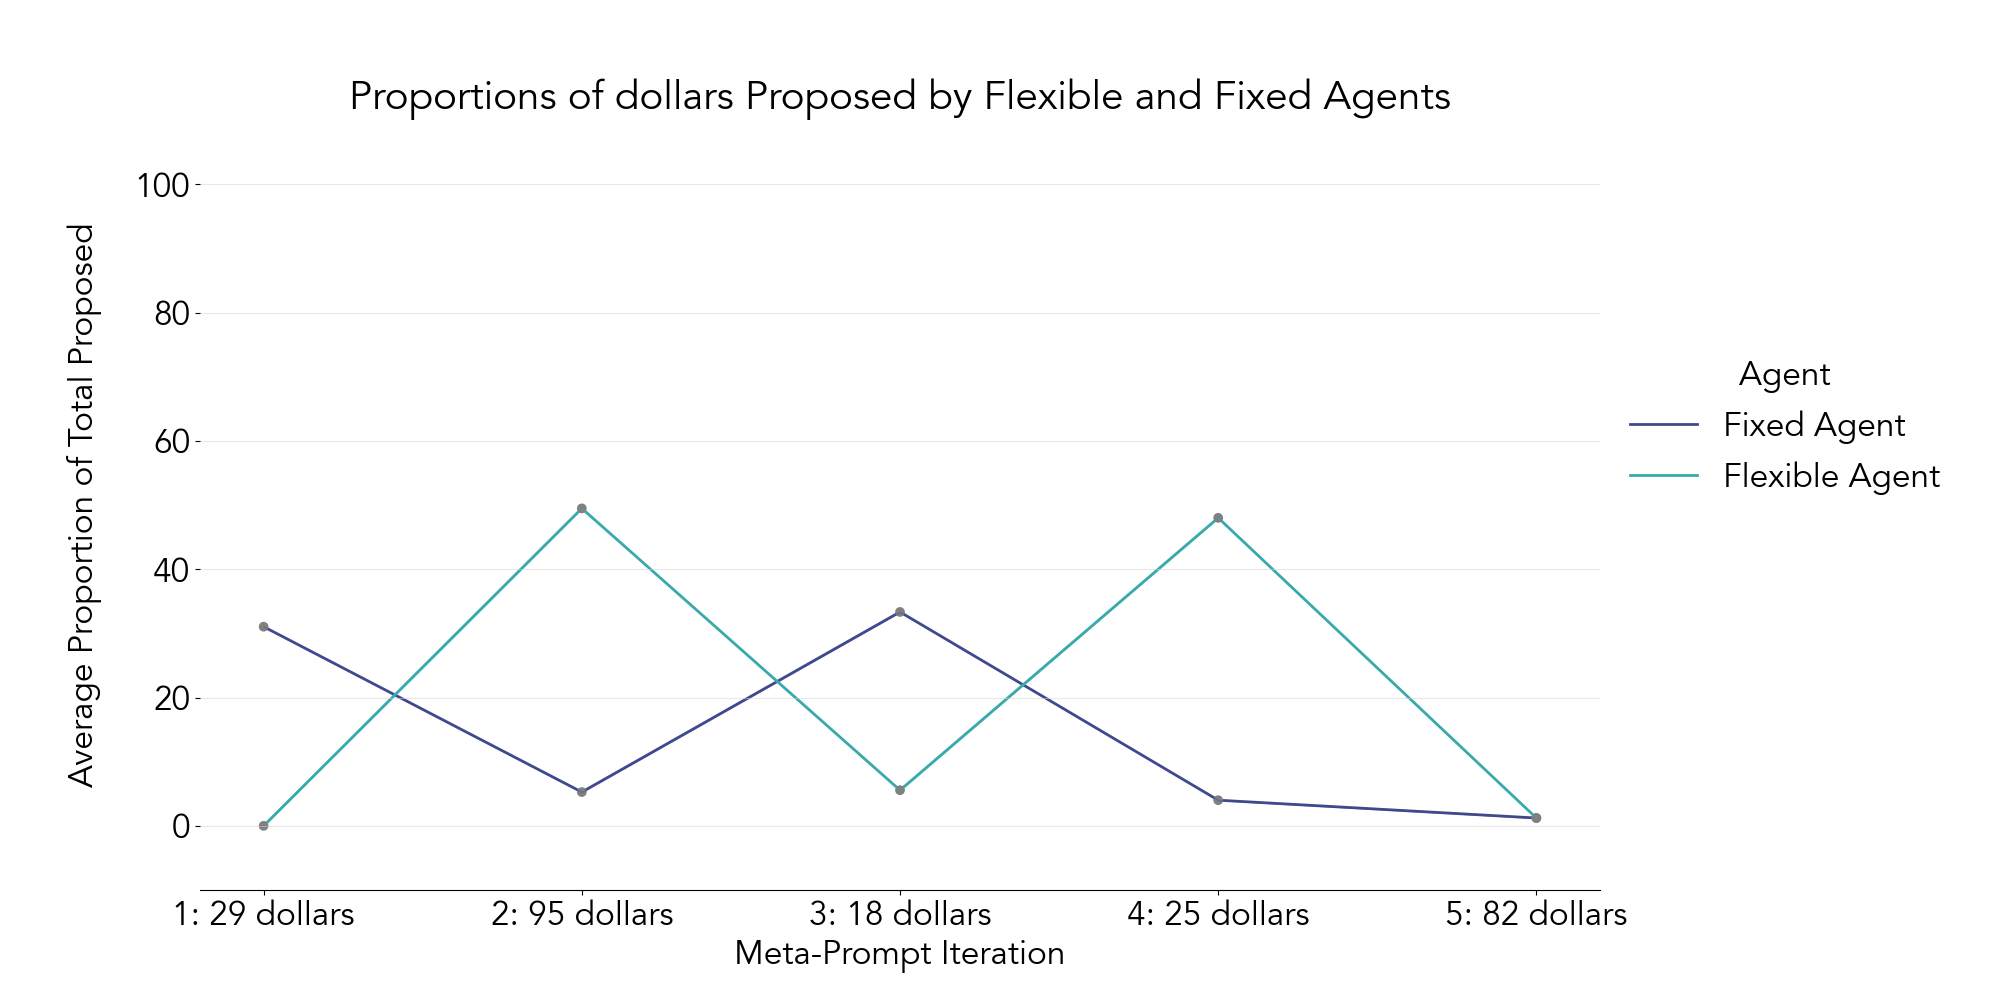 Proportions of dollars Proposed by Flexible and Fixed Agents
100
80
60
40
20
0
Average Proportion of Total Proposed
Agent
Fixed Agent
Flexible Agent
1: 29 dollars
2: 95 dollars
3: 18 dollars
4: 25 dollars
5: 82 dollars
Meta-Prompt Iteration